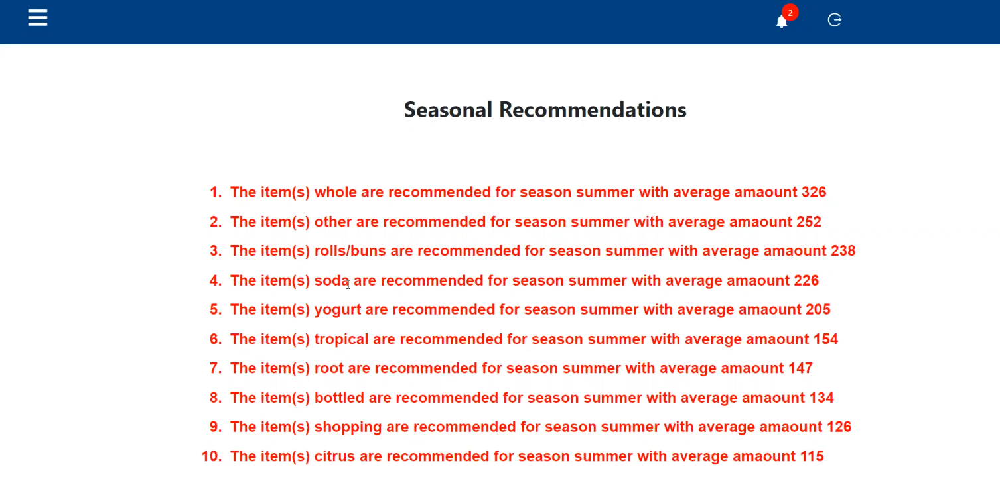 2
Seasonal Recommendations
1. The item(s) whole are recommended for season summer with average amaount 326
2. The item(s) other are recommended for season summer with average amaount 252
3. The item(s) rolls/buns are recommended for season summer with average amaount 238
4. The item(s) soda are recommended for season summer with average amaount 226
5. The item(s) yogurt are recommended for season summer with average amaount 205
6. The item(s) tropical are recommended for season summer with average amaount 154
7. The item(s) root are recommended for season summer with average amaount 147
8. The item(s) bottled are recommended for season summer with average amaount 134
9. The item(s) shopping are recommended for season summer with average amaount 126
10. The item(s) citrus are recommended for season summer with average amaount 115